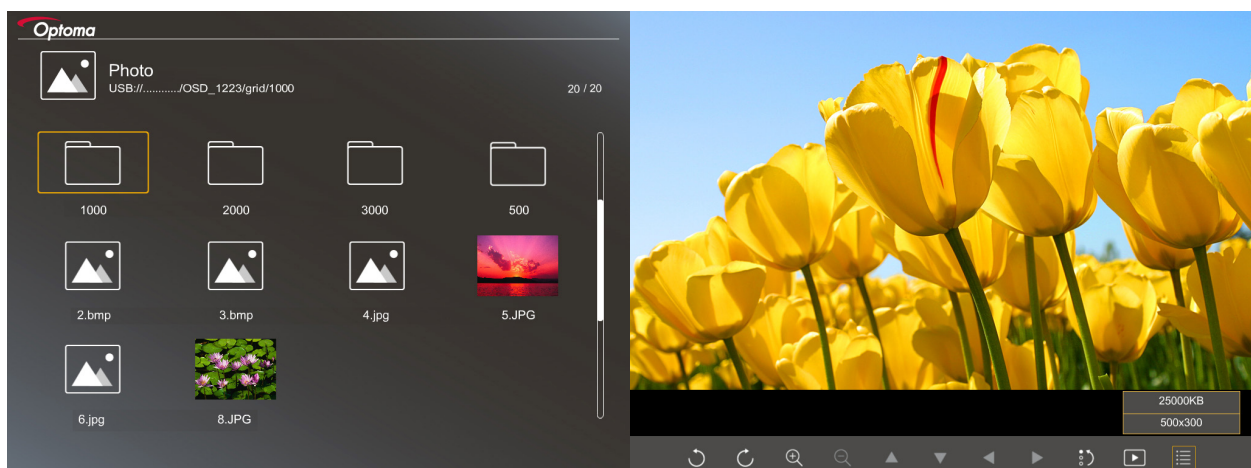 Optoma
Photo
USB://.........../OSD_1223/grid/1000
20 / 20
1000
2000
3000
500
2.bmp
3.bmp
4.jpg
5.JPG
6.jpg
8.JPG
25000KB
500x300